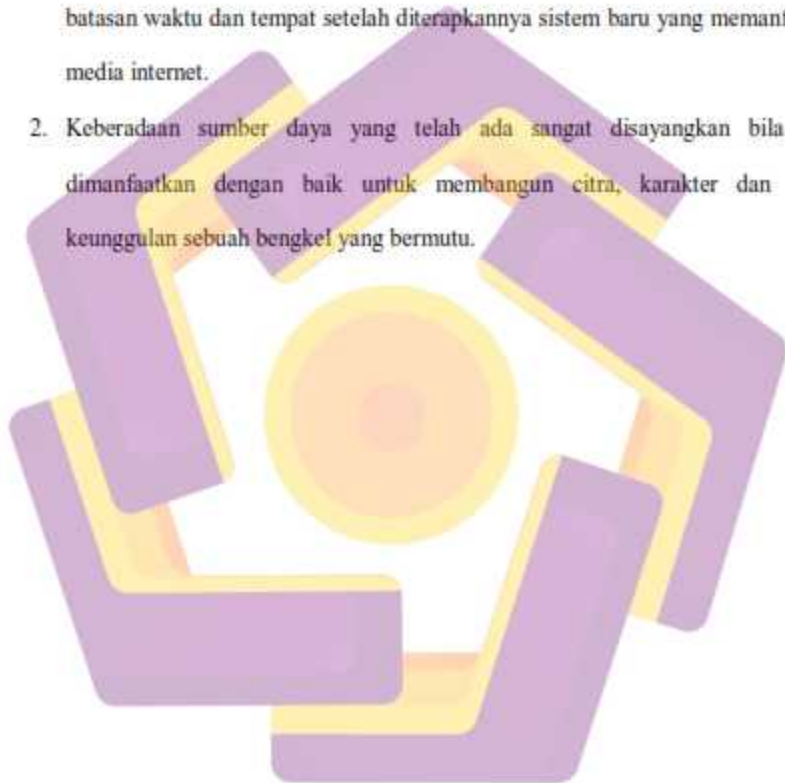 batasan waktu dan tempat setelah diterapkannya sistem baru yang
media internet.
2. Keberadaan sumber daya yang telah ada sangat disayangkan bila
dimanfaatkan dengan baik untuk membangun citra, karakter dan
keunggulan sebuah bengkel yang bermutu.